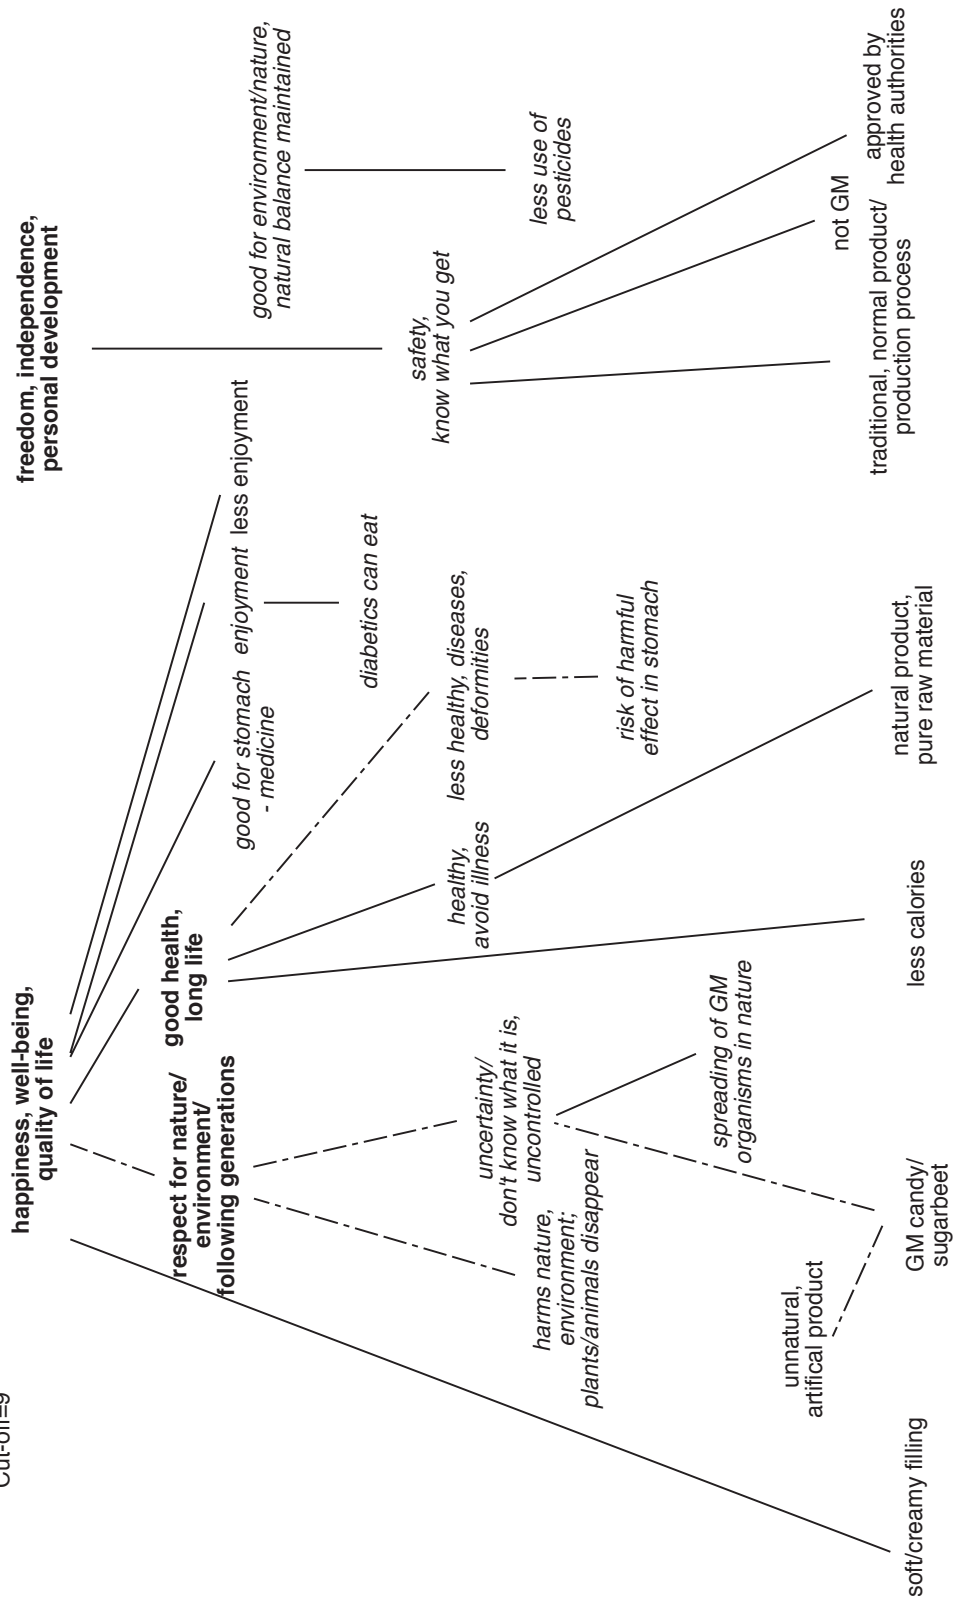 Cut-off=9
happiness, well-being,
quality of life
freedom, independence,
personal development
respect for nature/
environment/
following generations
good health,
long life
good for stomach
- medicine
enjoyment
less enjoyment
good for environment/nature,
natural balance maintained
diabetics can eat
safety,
know what you get
uncertainty/
don't know what it is,
uncontrolled
healthy,
avoid illness
less healthy, diseases,
deformities
harms nature,
environment;
plants/animals disappear
less use of
pesticides
risk of harmful
effect in stomach
spreading of GM
organisms in nature
unnatural,
artifical product
soft/creamy filling
GM candy/
sugarbeet
less calories
natural product,
pure raw material
traditional, normal product/
production process
not GM
approved by
health authorities